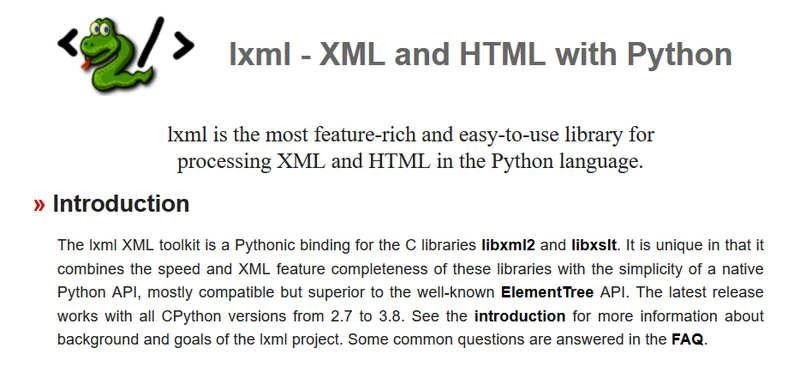 lxml - XML and HTML with Python
lxml is the most feature-rich and easy-to-use library for
processing XML and HTML in the Python language.
» Introduction
The lxml XML toolkit is a Pythonic binding for the C libraries libxml2 and libxslt. It is unique in that it
combines the speed and XML feature completeness of these libraries with the simplicity of a native
Python API, mostly compatible but superior to the well-known ElementTree API. The latest release
works with all CPython versions from 2.7 to 3.8. See the introduction for more information about
background and goals of the lxml project. Some common questions are answered in the FAQ.